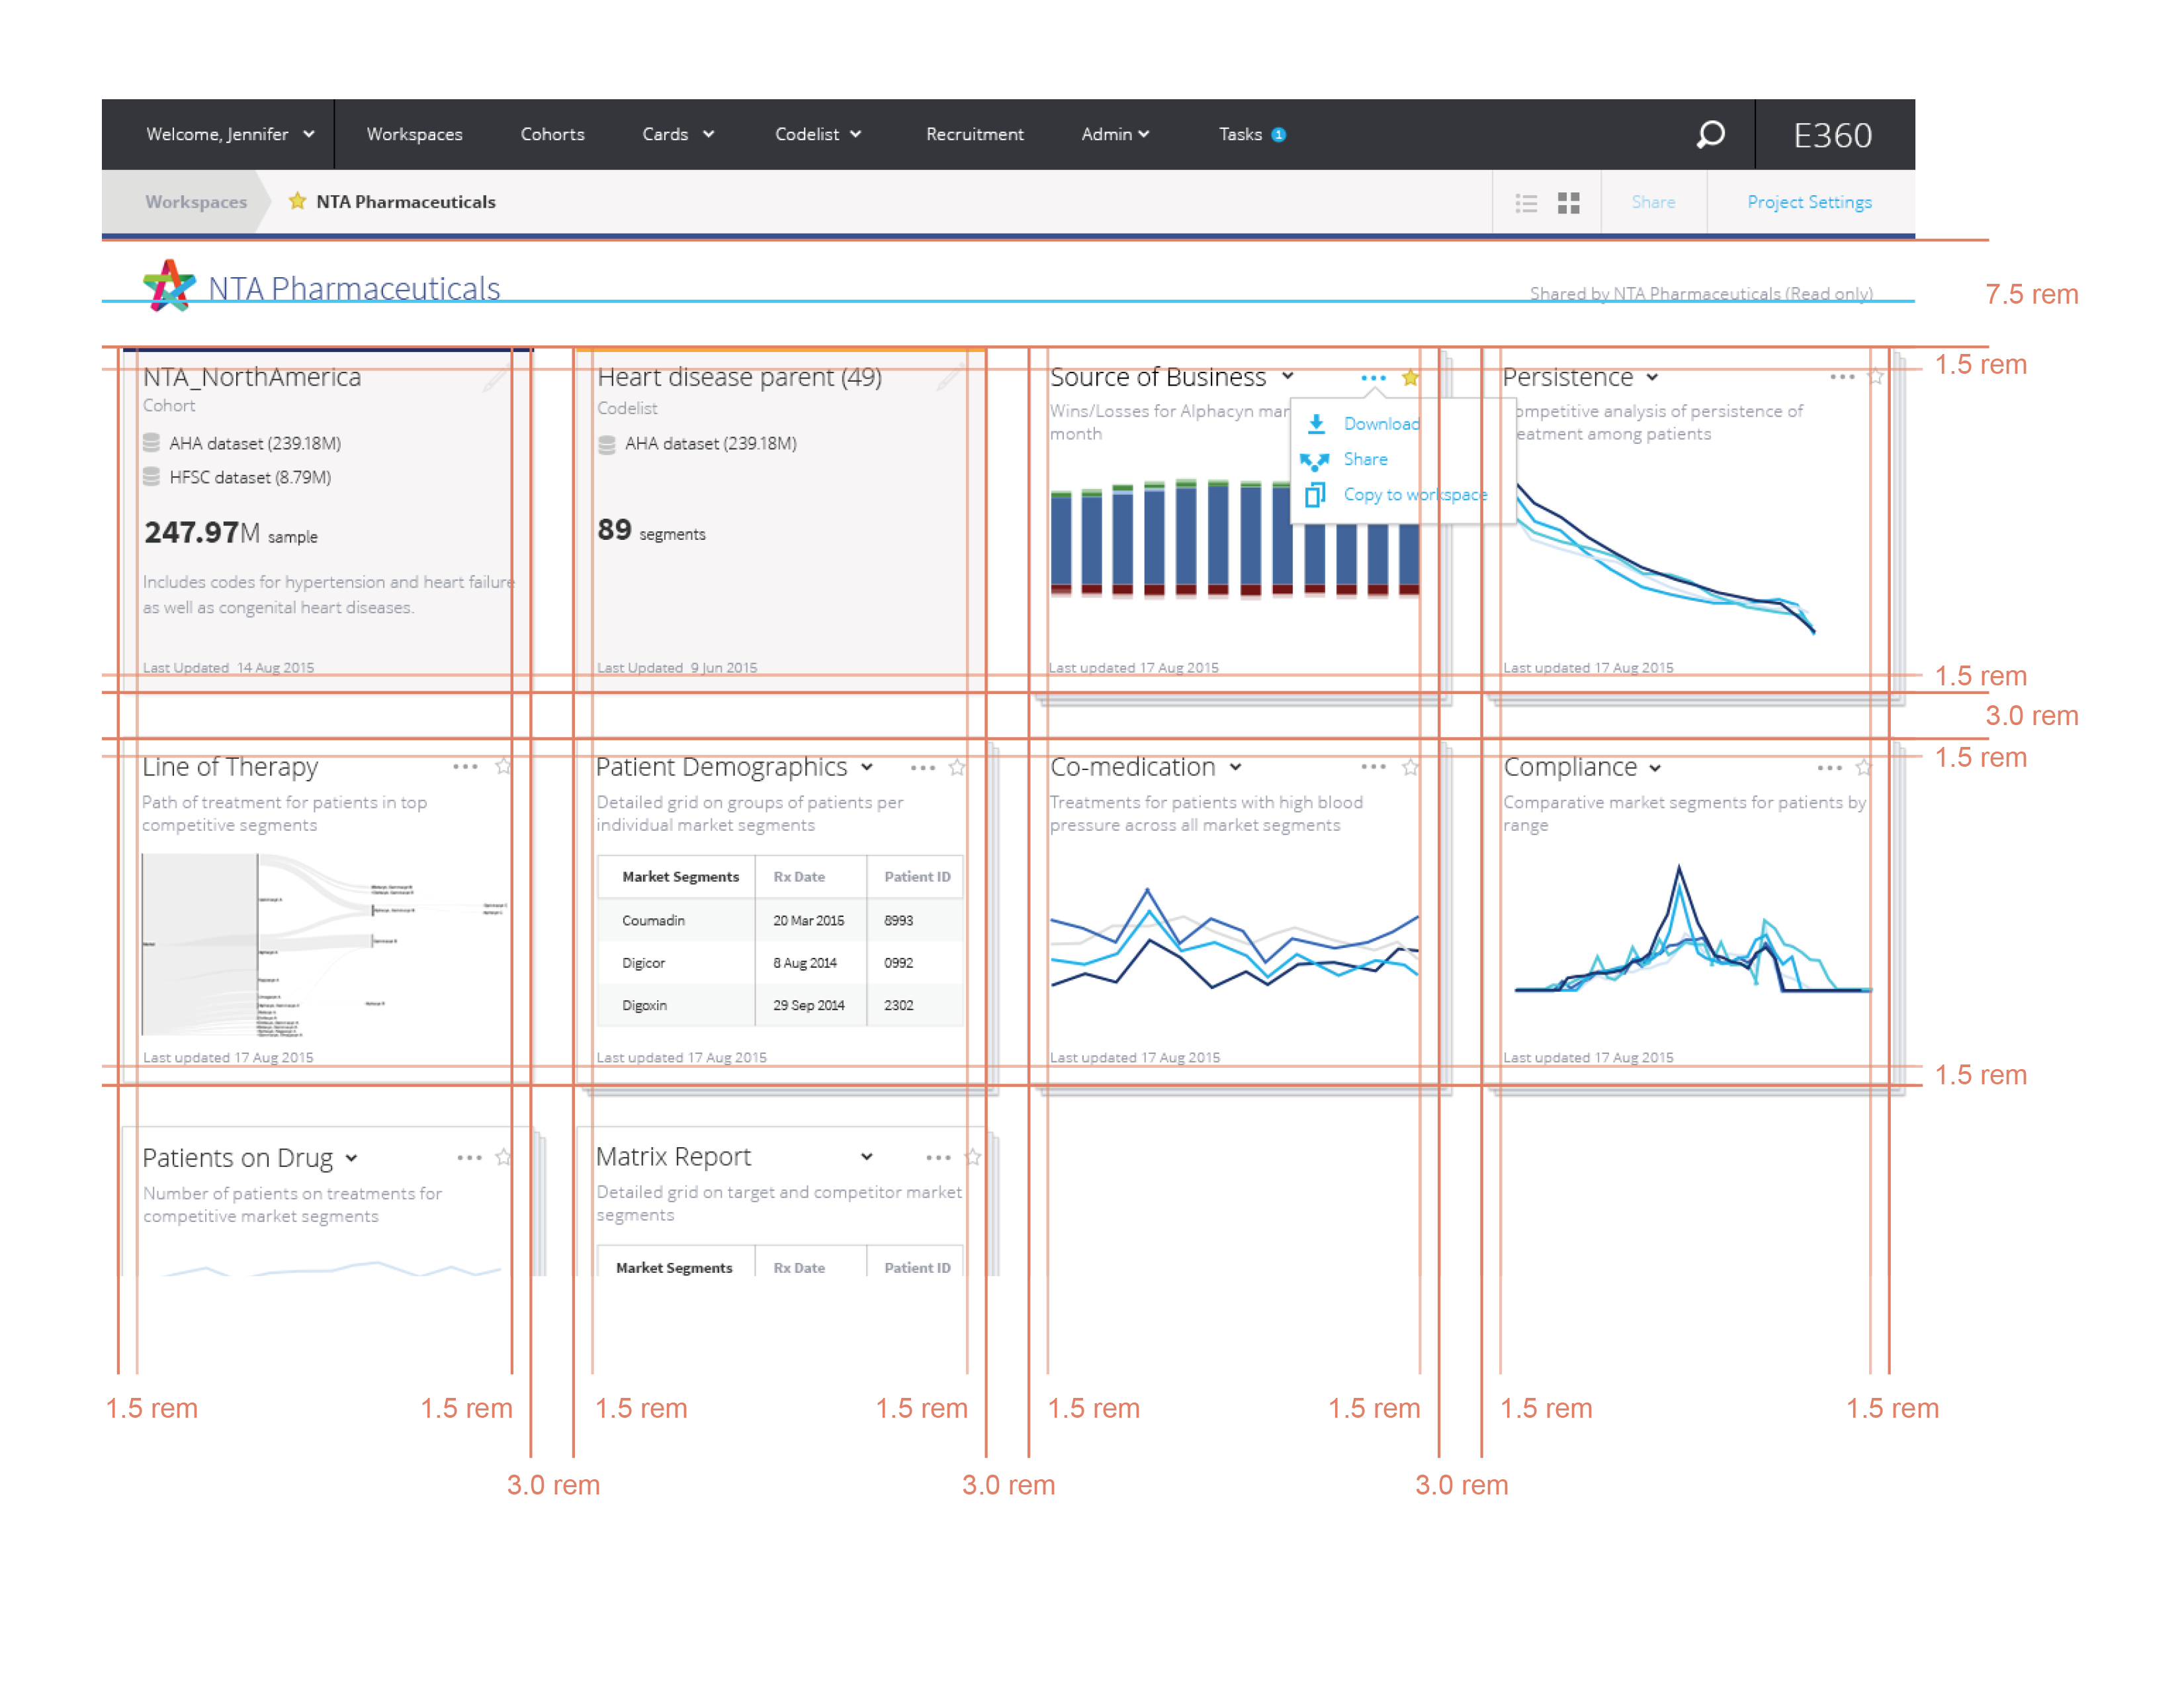 Welcome, Jennifer
Workspaces
Cohorts
Cards
Codelist
Recruitment
Admin
Tasks 1
E360
Workspaces
NTA Pharmaceuticals
Share
Project Settings
NTA Pharmaceuticals
Shared by NTA Pharmaceuticals (Read only)
7.5 rem
1.5 rem
NTA_NorthAmerica
Cohort
AHA dataset (239.18M)
HFSC dataset (8.79M)
247.97M sample
Includes codes for hypertension and heart failure
as well as congenital heart diseases.
Last Updated 14 Aug 2015
Heart disease parent (49)
Codelist
AHA dataset (239.18M)
89 segments
Last Updated 9 Jun 2015
Source of Business
Wins/Losses for Alphacyn mar
month
Download
Share
Copy to workspace
Last updated 17 Aug 2015
Persistence
ompetitive analysis of persistence of
eatment among patients
Last updated 17 Aug 2015
1.5 rem
3.0 rem
1.5 rem
Line of Therapy
Path of treatment for patients in top
competitive segments
Last updated 17 Aug 2015
Patient Demographics
Detailed grid on groups of patients per
individual market segments
Market Segments Rx Date Patient ID
Coumadin 20 Mar 2015 8993
Digicor 8 Aug 2014 0992
Digoxin 29 Sep 2014 2302
Last updated 17 Aug 2015
Co-medication
Treatments for patients with high blood
pressure across all market segments
Last updated 17 Aug 2015
Compliance
Comparative market segments for patients by
range
Last updated 17 Aug 2015
1.5 rem
Patients on Drug
Number of patients on treatments for
competitive market segments
Matrix Report
Detailed grid on target and competitor market
segments
Market Segments Rx Date Patient ID
1.5 rem 1.5 rem 1.5 rem 1.5 rem 1.5 rem 1.5 rem 1.5 rem 1.5 rem
3.0 rem 3.0 rem 3.0 rem